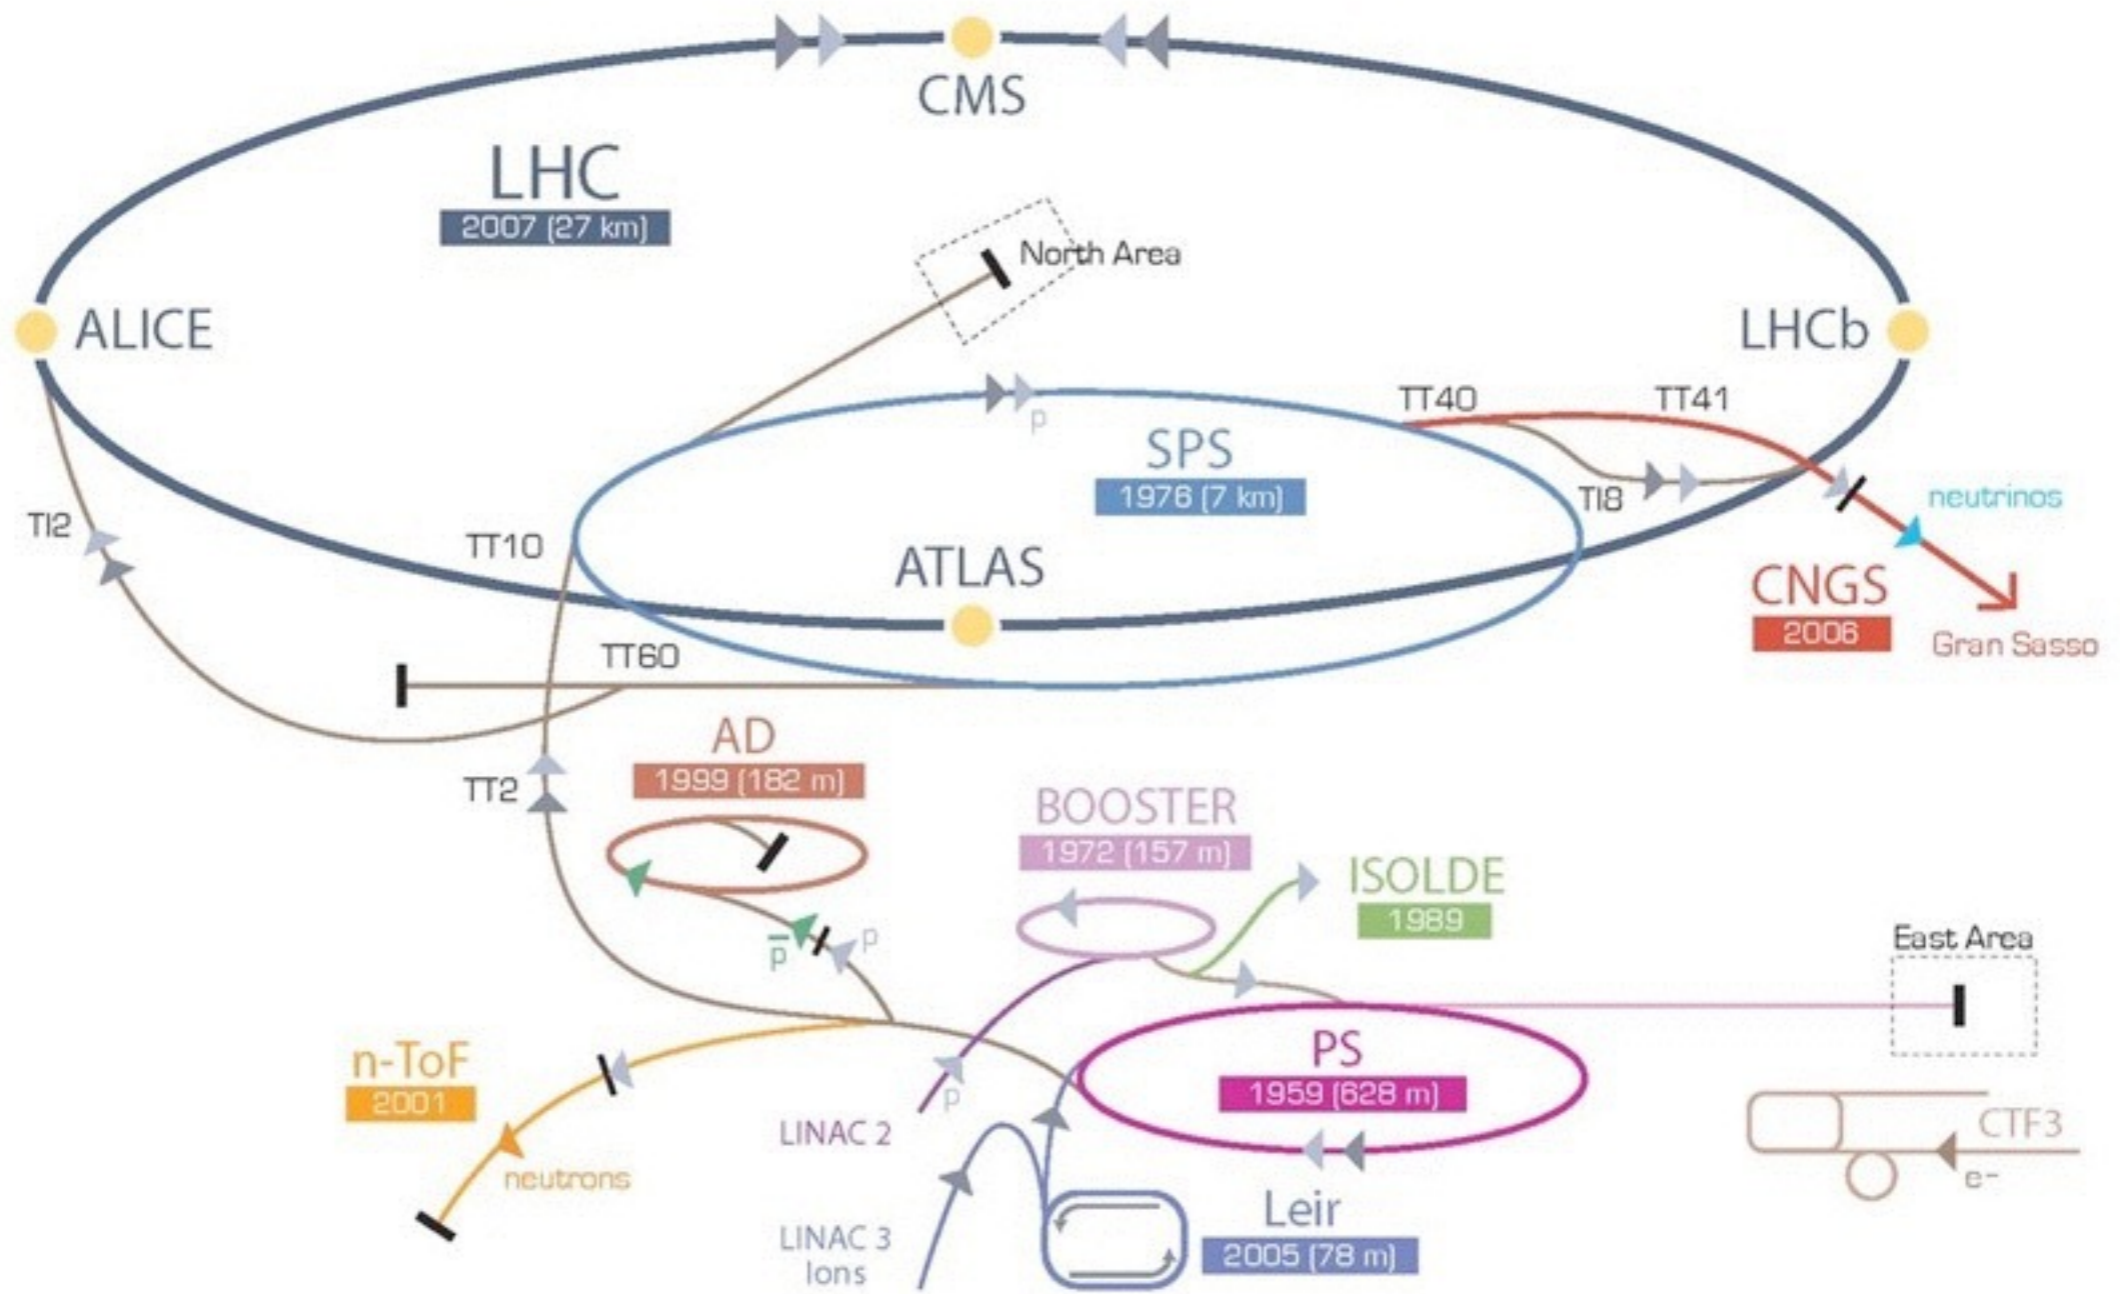 CMS
LHC
2007 (27 km)
North Area
ALICE
LHCb
TT40
TT41
p
SPS
1976 (7 km)
TI8
neutrinos
TI2
TT10
ATLAS
CNGS
2006
Gran Sasso
TT60
AD
1999 (182 m)
TT2
BOOSTER
1972 (157 m)
ISOLDE
1989
p
p̅
East Area
n-ToF
2001
PS
1959 (628 m)
p
LINAC 2
CTF3
e-
neutrons
Leir
2005 (78 m)
LINAC 3
Ions